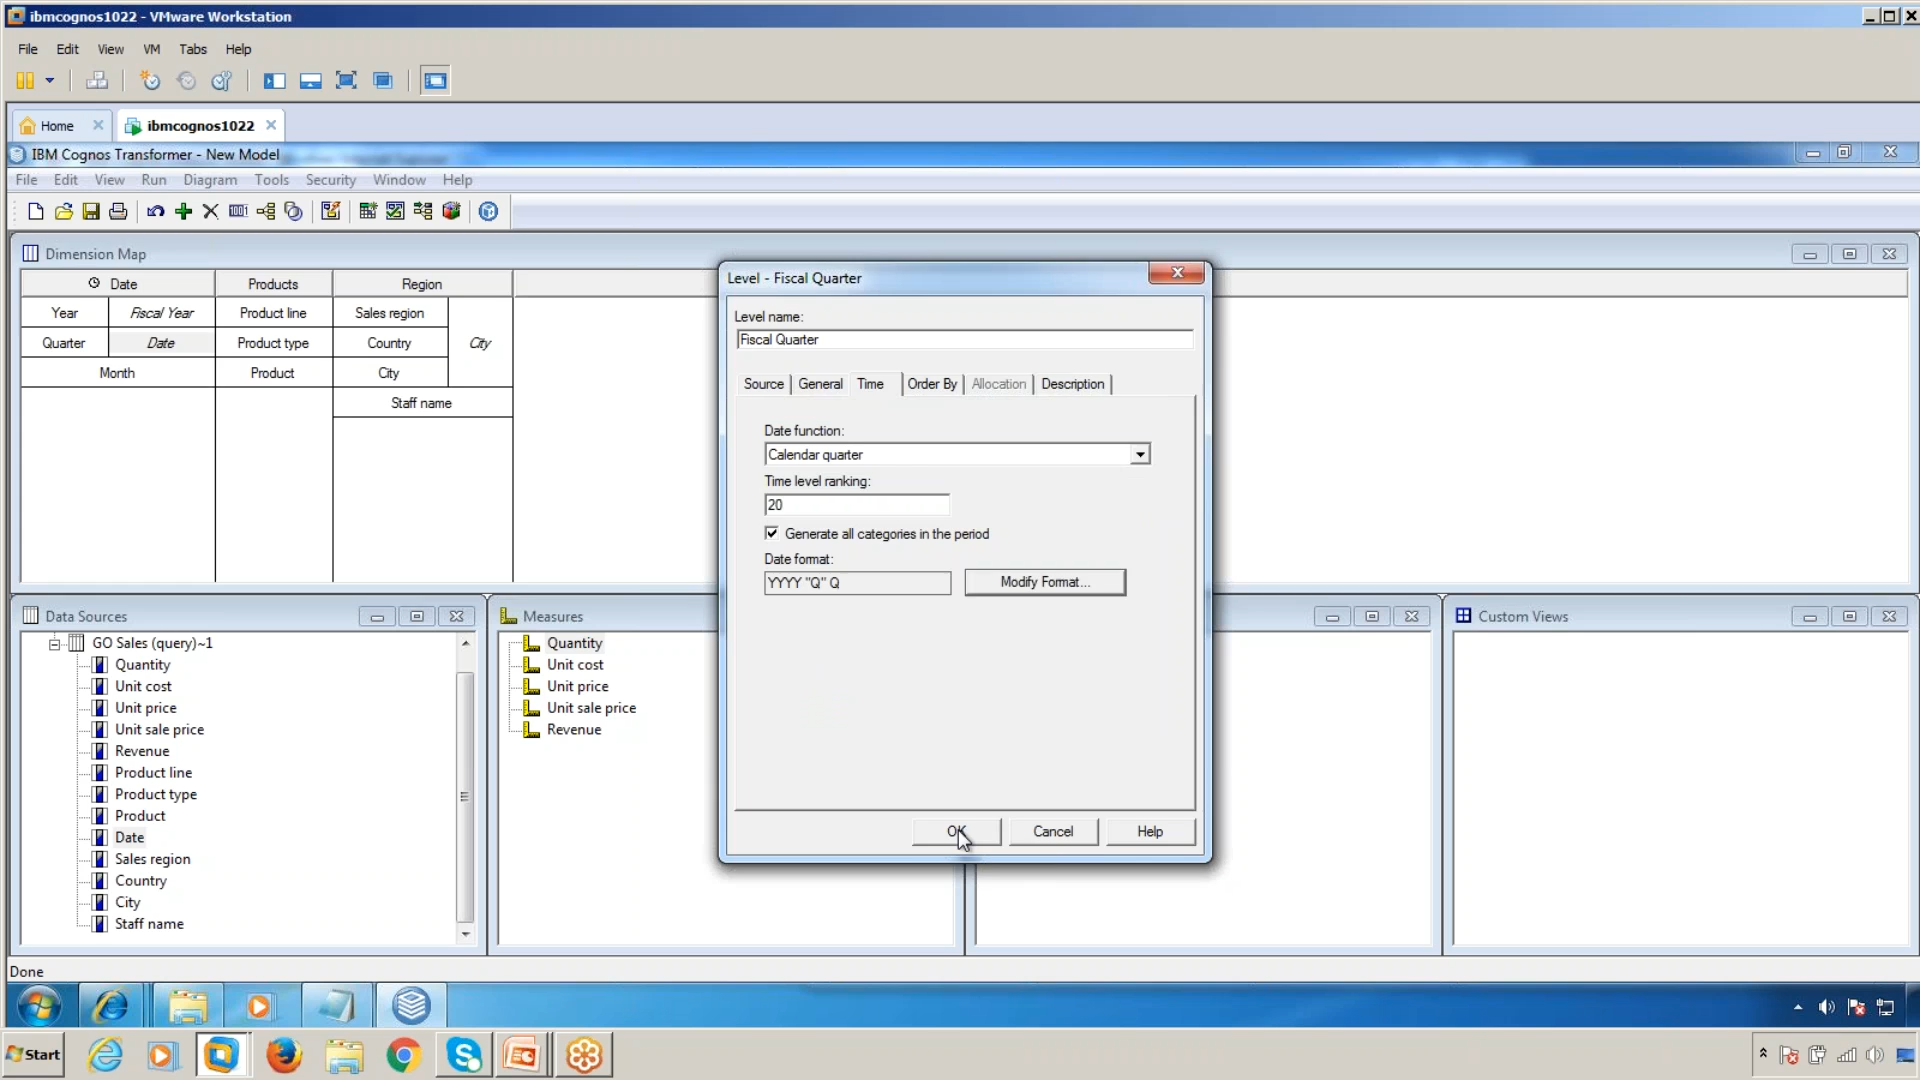 ibmcognos1022 - VMware Workstation
File Edit View VM Tabs Help
Home ibmcognos1022
IBM Cognos Transformer - New Model
File Edit View Run Diagram Tools Security Window Help
Dimension Map
Date Products Region
Year Fiscal Year Product line Sales region
Quarter Date Product type Country City
Month Product City
Staff name
Level - Fiscal Quarter
Level name:
Fiscal Quarter
Source General Time Order By Allocation Description
Date function:
Calendar quarter
Time level ranking:
20
Generate all categories in the period
Date format:
YYYY "Q" Q Modify Format...
OK Cancel Help
Data Sources
GO Sales (query)~1
Quantity
Unit cost
Unit price
Unit sale price
Revenue
Product line
Product type
Product
Date
Sales region
Country
City
Staff name
Measures
Quantity
Unit cost
Unit price
Unit sale price
Revenue
Custom Views
Done
Start